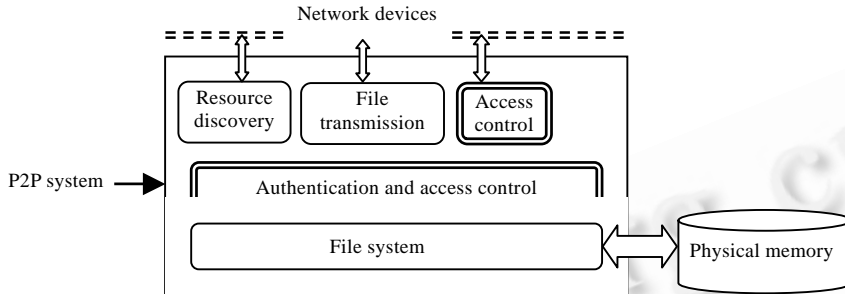 Network devices
Resource
discovery
File
transmission
Access
control
P2P system
Authentication and access control
File system
Physical memory